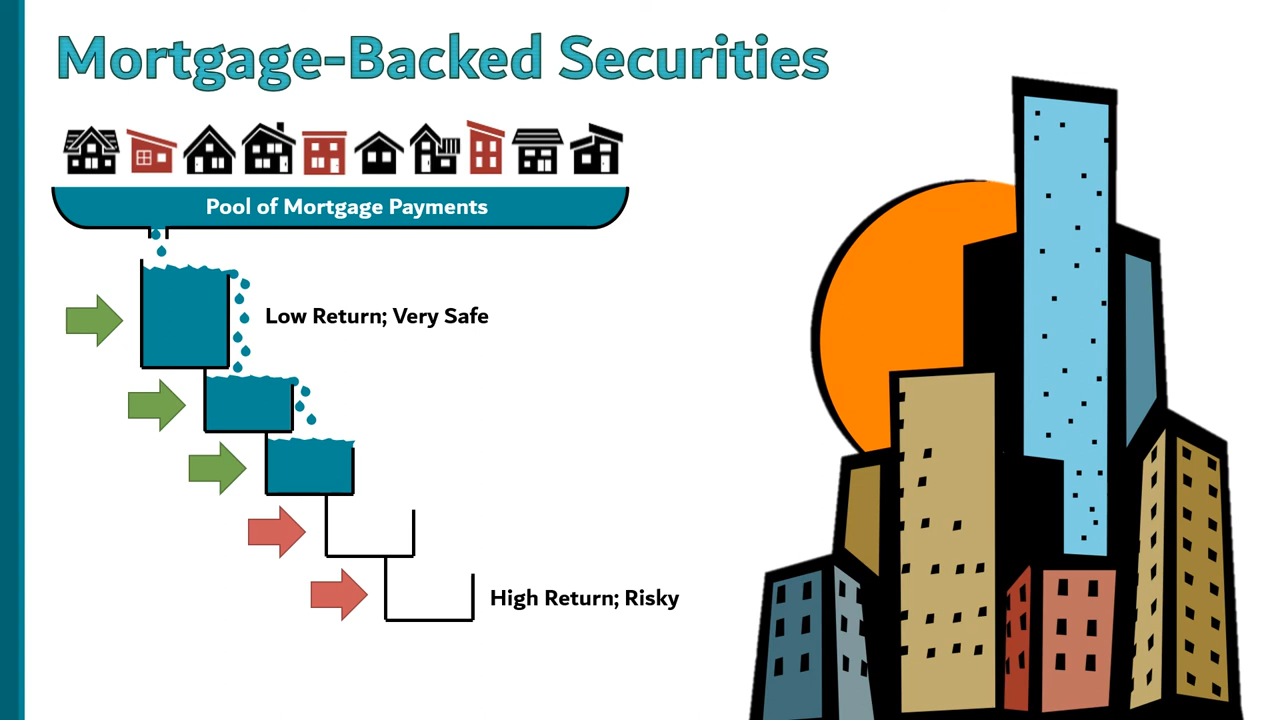 Mortgage-Backed Securities
Pool of Mortgage Payments
Low Return; Very Safe
High Return; Risky